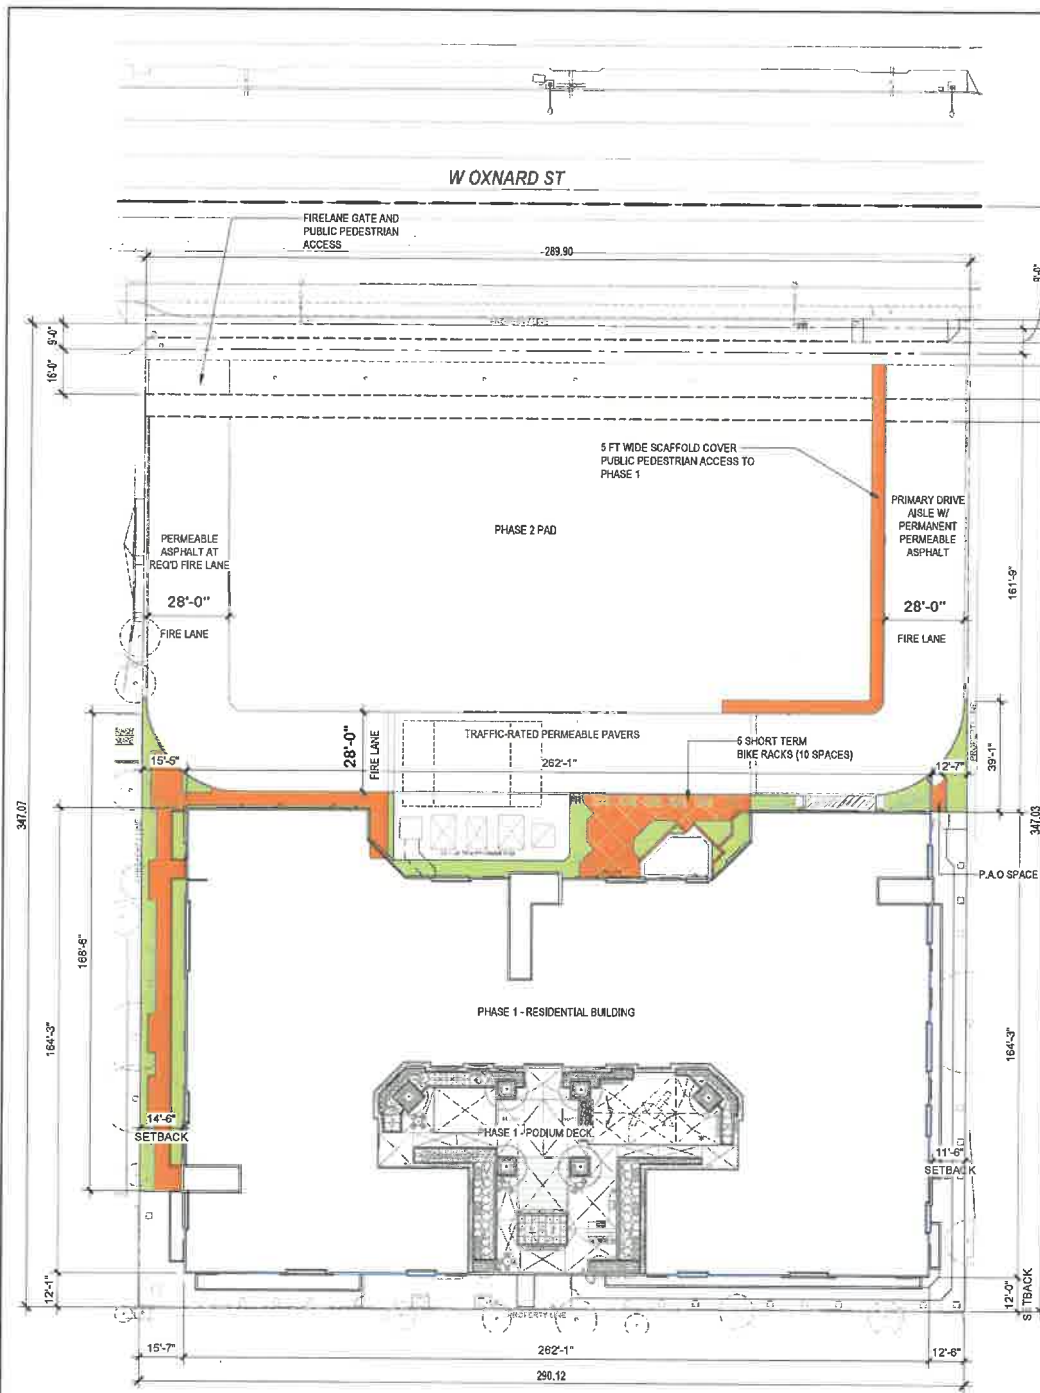 W OXNARD ST
FIRELANE GATE AND
PUBLIC PEDESTRIAN
ACCESS
289.90
9'-0"
9'-0"
16'-0"
5 FT WIDE SCAFFOLD COVER
PUBLIC PEDESTRIAN ACCESS TO
PHASE 1
PRIMARY DRIVE
AISLE W/
PERMANENT
PERMEABLE
ASPHALT
PHASE 2 PAD
PERMEABLE
ASPHALT AT
REQ'D FIRE LANE
161'-9"
28'-0"
FIRE LANE
28'-0"
FIRE LANE
28'-0"
FIRE LANE
TRAFFIC-RATED PERMEABLE PAVERS
5 SHORT TERM
BIKE RACKS (10 SPACES)
PROPERTY LINE
39'-1"
15'-5"
262'-1"
12'-7"
347.07
347.03
P.A.O SPACE
168'-6"
164'-3"
164'-3"
PHASE 1 - RESIDENTIAL BUILDING
PHASE 1 - PODIUM DECK
14'-6"
SETBACK
11'-6"
SETBACK
12'-1"
12'-0"
SETBACK
PROPERTY LINE
15'-7"
262'-1"
12'-6"
290.12